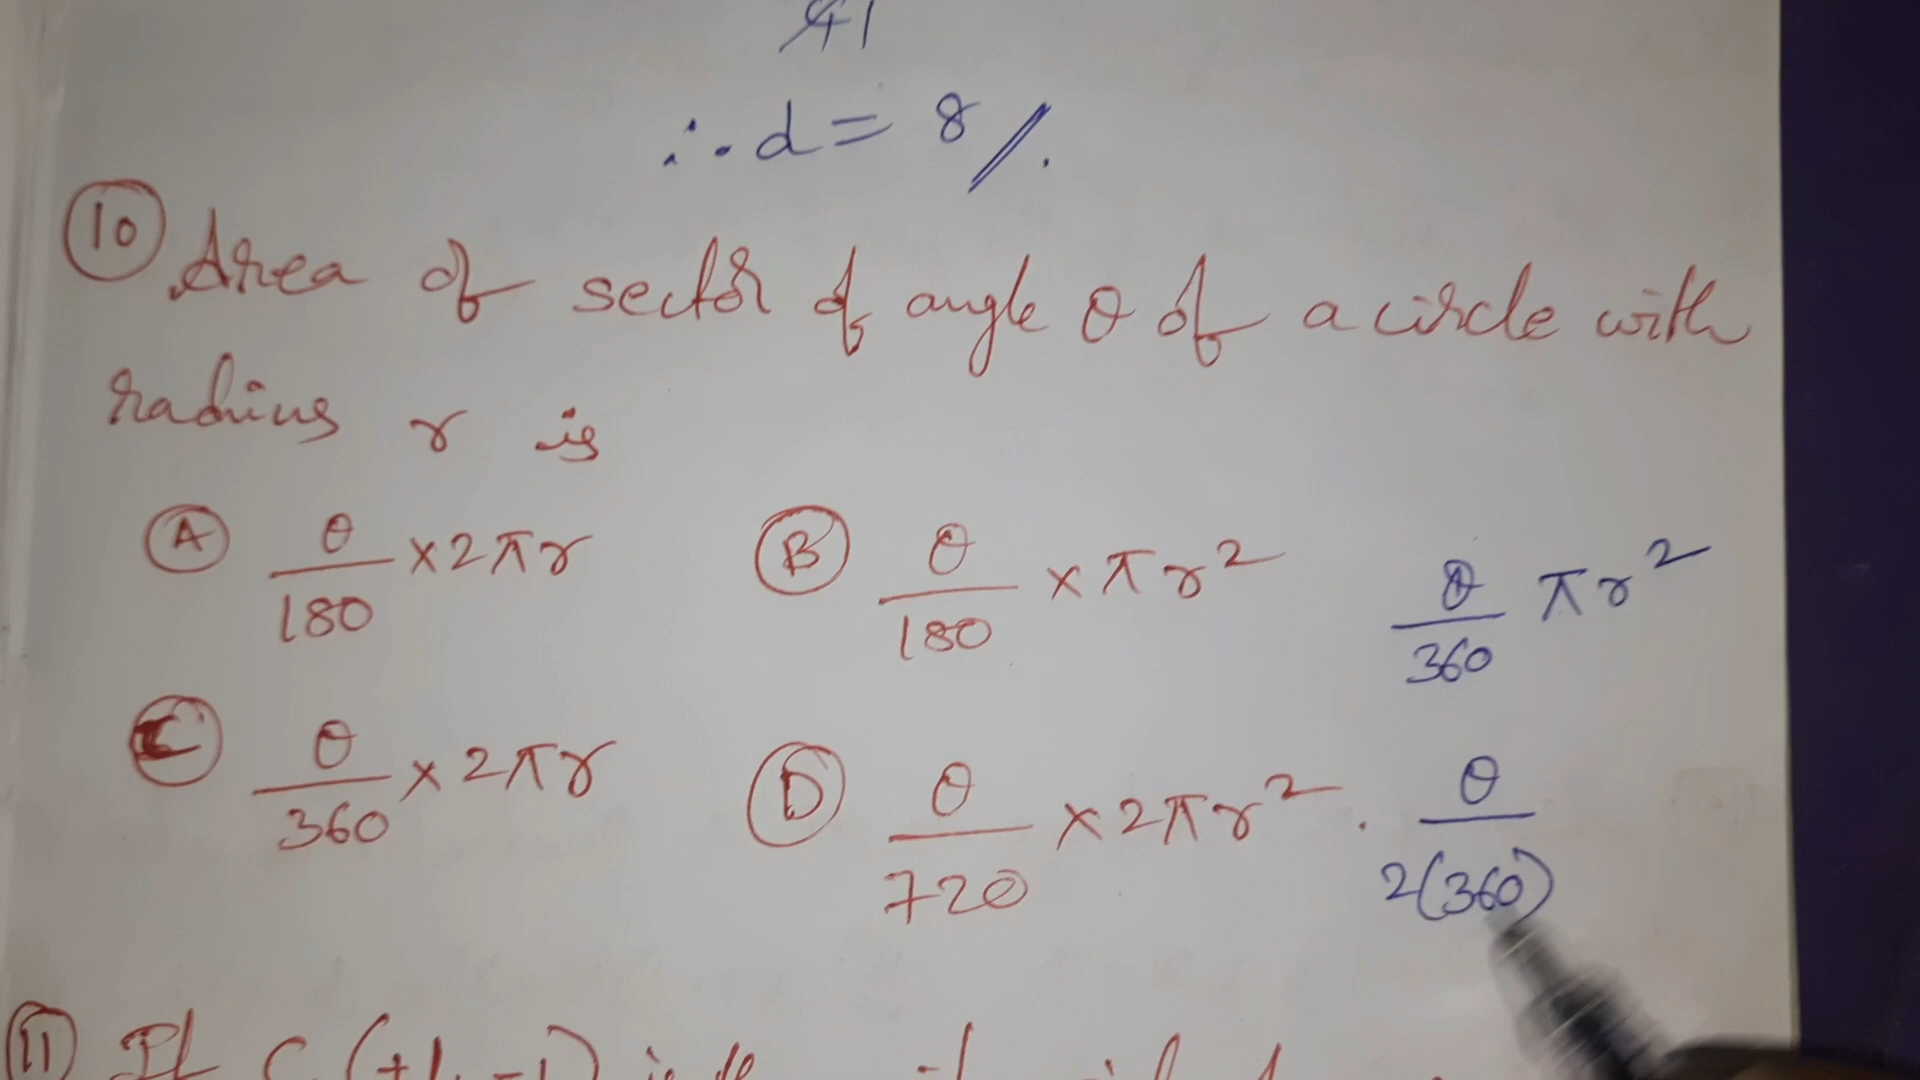 41
∴ d = 8 //.
10 Area of sector of angle θ of a circle with
radius r is
A θ/180 × 2πr B θ/180 × πr² θ/360 πr²
C θ/360 × 2πr D θ/720 × 2πr². θ/2(360)
11 If